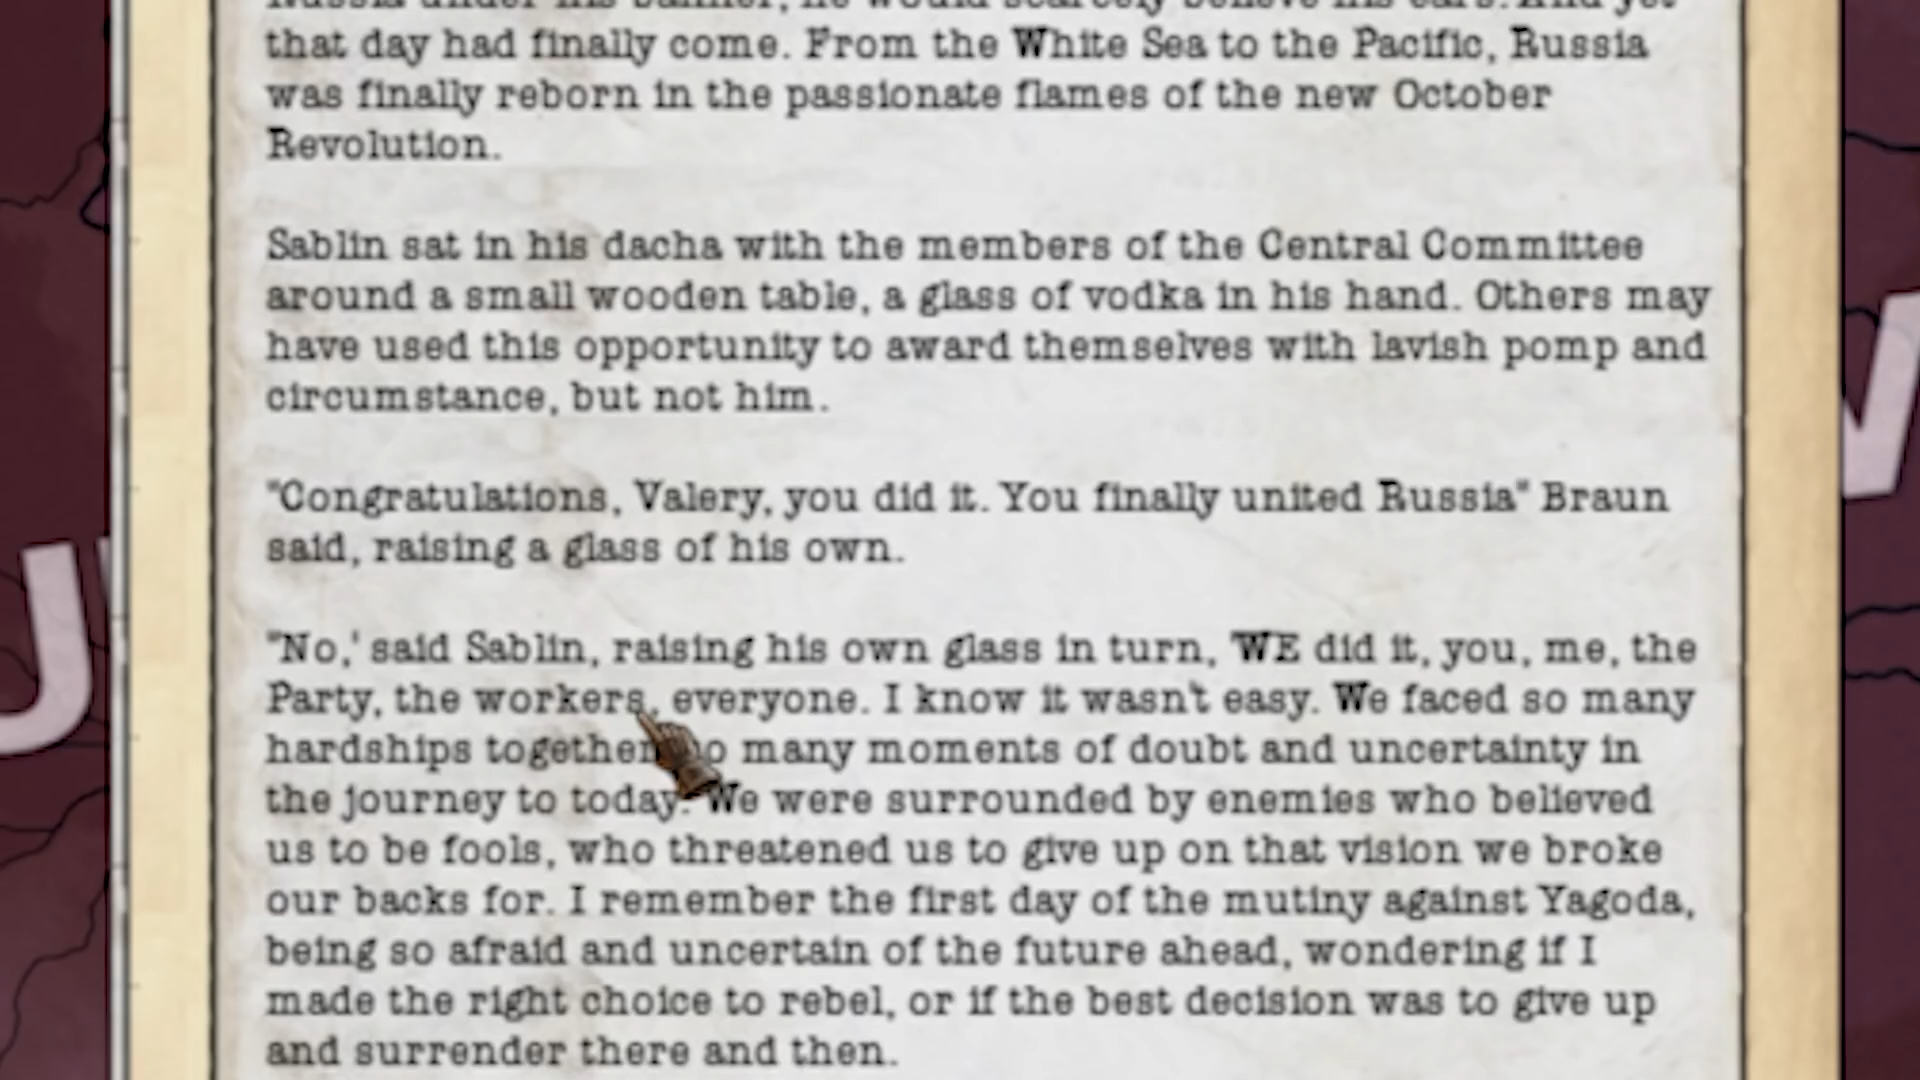 that day had finally come. From the White Sea to the Pacific, Russia
was finally reborn in the passionate flames of the new October
Revolution.
Sablin sat in his dacha with the members of the Central Committee
around a small wooden table, a glass of vodka in his hand. Others may
have used this opportunity to award themselves with lavish pomp and
circumstance, but not him.
"Congratulations, Valery, you did it. You finally united Russia" Braun
said, raising a glass of his own.
"No,' said Sablin, raising his own glass in turn, 'WE did it, you, me, the
Party, the workers, everyone. I know it wasn't easy. We faced so many
hardships together many moments of doubt and uncertainty in
the journey to today. We were surrounded by enemies who believed
us to be fools, who threatened us to give up on that vision we broke
our backs for. I remember the first day of the mutiny against Yagoda,
being so afraid and uncertain of the future ahead, wondering if I
made the right choice to rebel, or if the best decision was to give up
and surrender there and then.